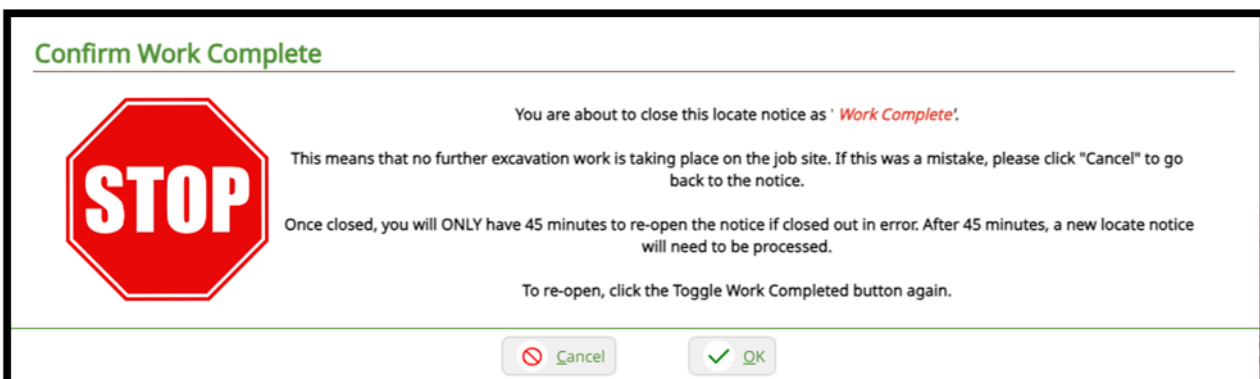 Confirm Work Complete
STOP
You are about to close this locate notice as ' Work Complete'.
This means that no further excavation work is taking place on the job site. If this was a mistake, please click "Cancel" to go
back to the notice.
Once closed, you will ONLY have 45 minutes to re-open the notice if closed out in error. After 45 minutes, a new locate notice
will need to be processed.
To re-open, click the Toggle Work Completed button again.
Cancel
OK